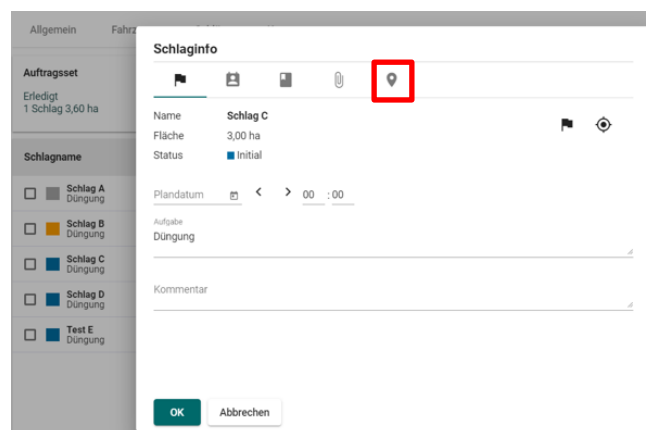 Allgemein Fahrz
Schlaginfo
Auftragsset
Erledigt
1 Schlag 3,60 ha
Name Schlag C
Fläche 3,00 ha
Status Initial
Schlagname
Schlag A
Düngung
Plandatum 00 : 00
Schlag B
Düngung
Aufgabe
Düngung
Schlag C
Düngung
Schlag D
Düngung
Kommentar
Test E
Düngung
OK Abbrechen